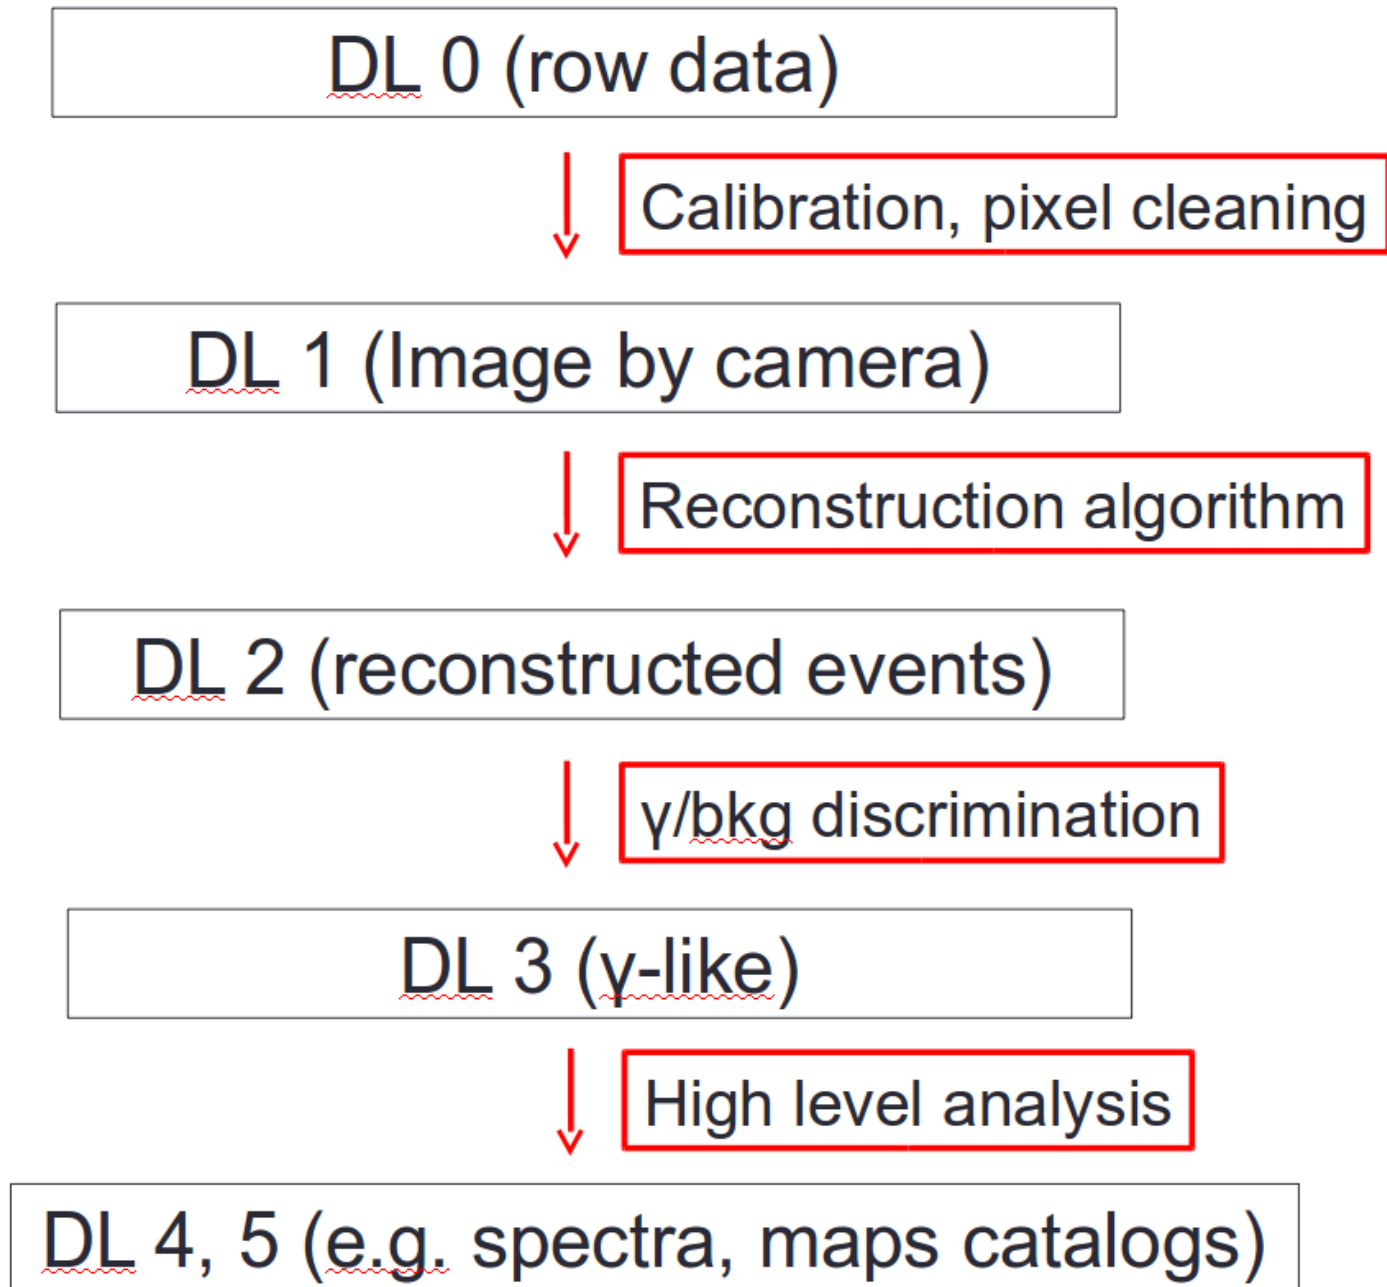 DL 0 (row data)
Calibration, pixel cleaning
DL 1 (Image by camera)
Reconstruction algorithm
DL 2 (reconstructed events)
γ/bkg discrimination
DL 3 (γ-like)
High level analysis
DL 4, 5 (e.g. spectra, maps catalogs)